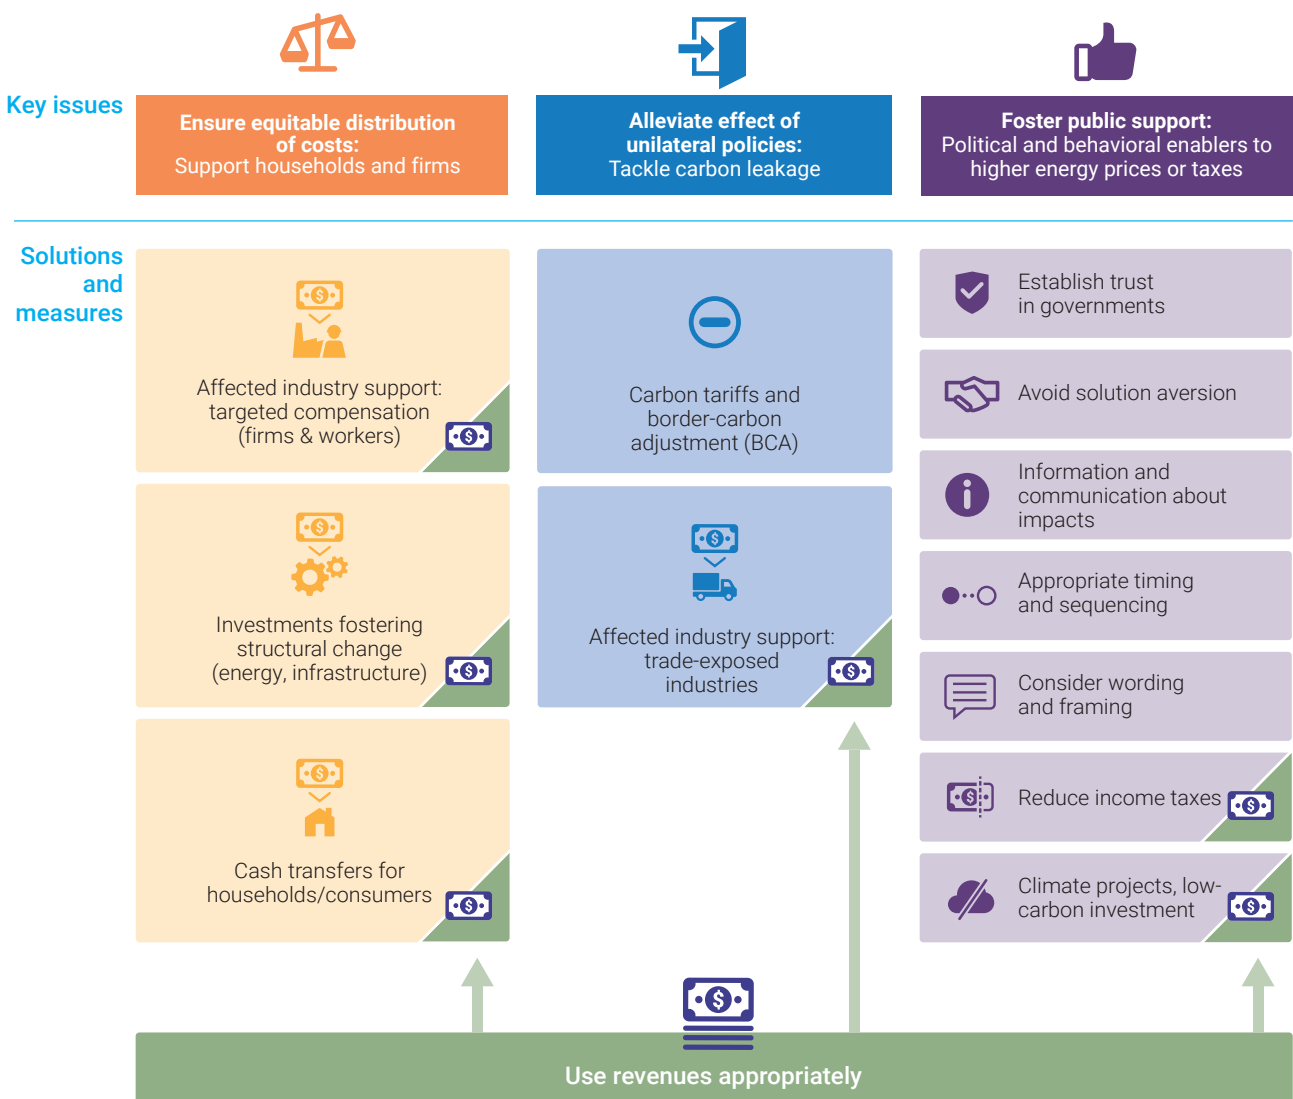 Key issues
Ensure equitable distribution
of costs:
Support households and firms
Alleviate effect of
unilateral policies:
Tackle carbon leakage
Foster public support:
Political and behavioral enablers to
higher energy prices or taxes
Solutions
and
measures
Affected industry support:
targeted compensation
(firms & workers)
Investments fostering
structural change
(energy, infrastructure)
Cash transfers for
households/consumers
Carbon tariffs and
border-carbon
adjustment (BCA)
Affected industry support:
trade-exposed
industries
Establish trust
in governments
Avoid solution aversion
Information and
communication about
impacts
Appropriate timing
and sequencing
Consider wording
and framing
Reduce income taxes
Climate projects, low-
carbon investment
Use revenues appropriately